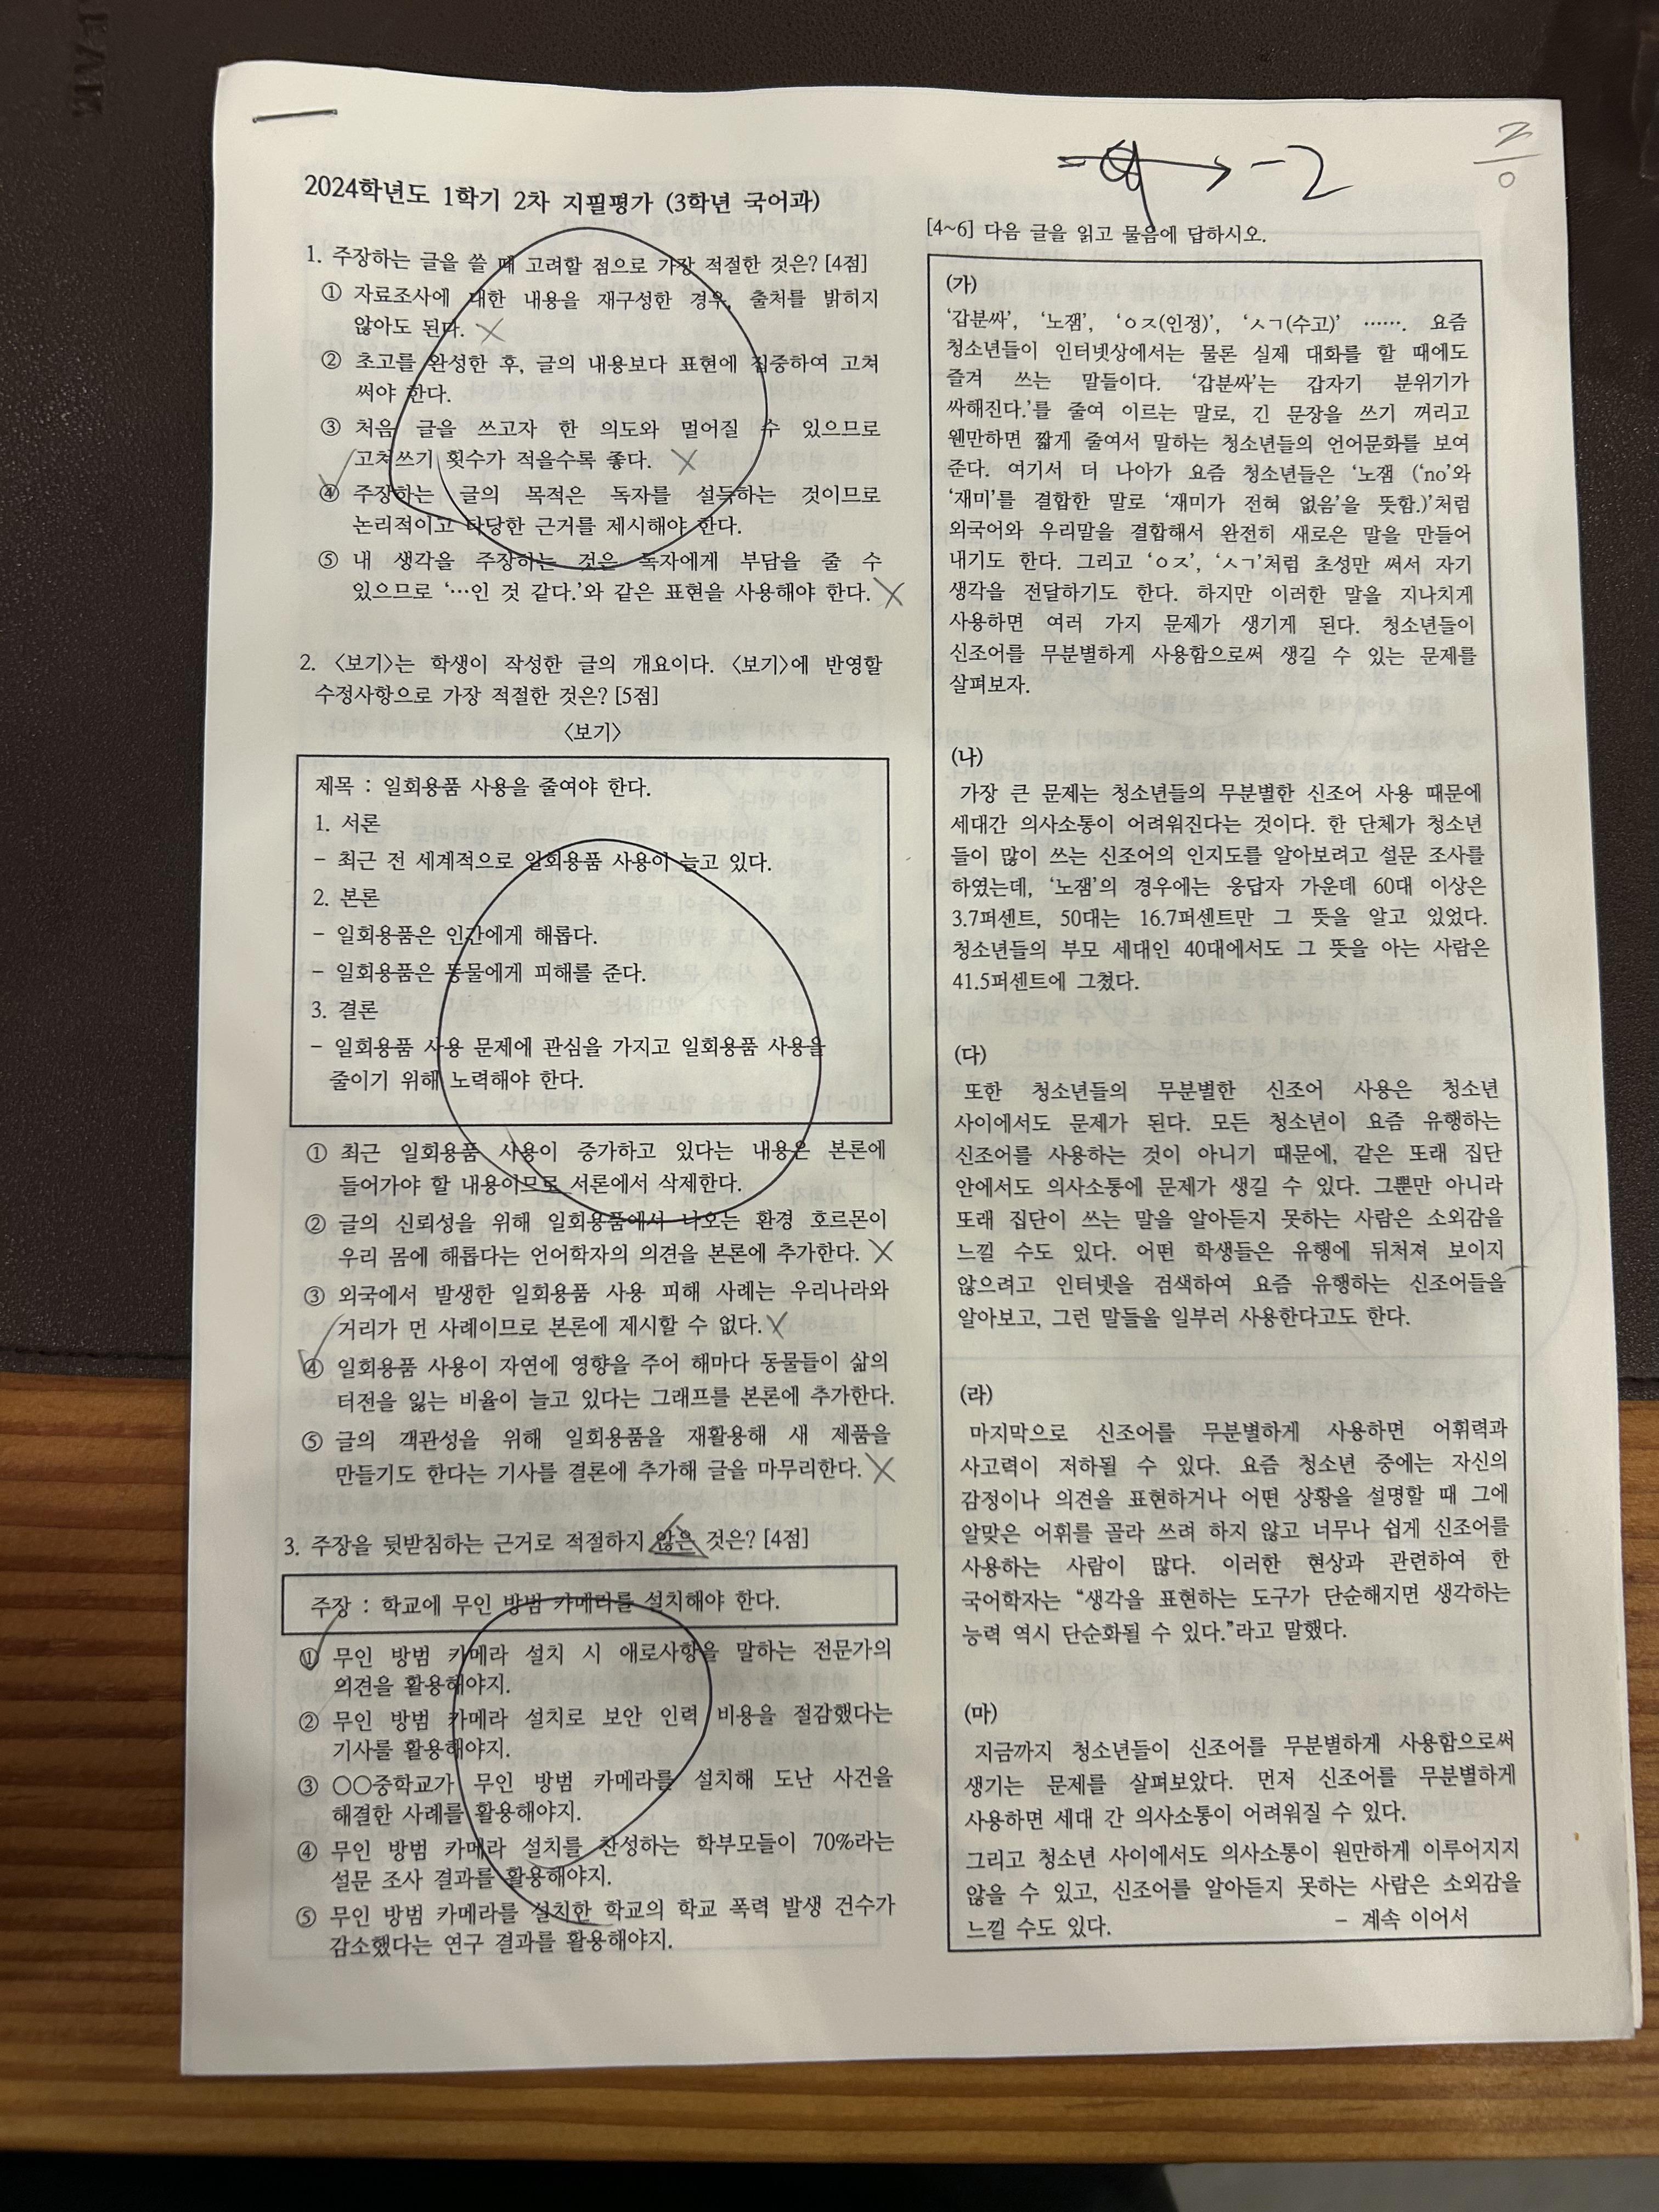 2024학년도 1학기 2차 지필평가 (3학년 국어과)
1. 주장하는 글을 쓸 때 고려할 점으로 가장 적절한 것은? [4점]
① 자료조사에 대한 내용을 재구성한 경우, 출처를 밝히지
않아도 된다.
② 초고를 완성한 후, 글의 내용보다 표현에 집중하여 고쳐
써야 한다.
③ 처음 글을 쓰고자 한 의도와 멀어질 수 있으므로
고쳐쓰기 횟수가 적을수록 좋다.
④ 주장하는 글의 목적은 독자를 설득하는 것이므로
논리적이고 타당한 근거를 제시해야 한다.
⑤ 내 생각을 주장하는 것은 독자에게 부담을 줄 수
있으므로 ‘…인 것 같다.’와 같은 표현을 사용해야 한다.
2. <보기>는 학생이 작성한 글의 개요이다. <보기>에 반영할
수정사항으로 가장 적절한 것은? [5점]
<보기>
제목 : 일회용품 사용을 줄여야 한다.
1. 서론
- 최근 전 세계적으로 일회용품 사용이 늘고 있다.
2. 본론
- 일회용품은 인간에게 해롭다.
- 일회용품은 동물에게 피해를 준다.
3. 결론
- 일회용품 사용 문제에 관심을 가지고 일회용품 사용을
줄이기 위해 노력해야 한다.
① 최근 일회용품 사용이 증가하고 있다는 내용은 본론에
들어가야 할 내용이므로 서론에서 삭제한다.
② 글의 신뢰성을 위해 일회용품에서 나오는 환경 호르몬이
우리 몸에 해롭다는 언어학자의 의견을 본론에 추가한다.
③ 외국에서 발생한 일회용품 사용 피해 사례는 우리나라와
거리가 먼 사례이므로 본론에 제시할 수 없다.
④ 일회용품 사용이 자연에 영향을 주어 해마다 동물들이 삶의
터전을 잃는 비율이 늘고 있다는 그래프를 본론에 추가한다.
⑤ 글의 객관성을 위해 일회용품을 재활용해 새 제품을
만들기도 한다는 기사를 결론에 추가해 글을 마무리한다.
3. 주장을 뒷받침하는 근거로 적절하지 않은 것은? [4점]
주장 : 학교에 무인 방범 카메라를 설치해야 한다.
① 무인 방범 카메라 설치 시 애로사항을 말하는 전문가의
의견을 활용해야지.
② 무인 방범 카메라 설치로 보안 인력 비용을 절감했다는
기사를 활용해야지.
③ ○○중학교가 무인 방범 카메라를 설치해 도난 사건을
해결한 사례를 활용해야지.
④ 무인 방범 카메라 설치를 찬성하는 학부모들이 70%라는
설문 조사 결과를 활용해야지.
⑤ 무인 방범 카메라를 설치한 학교의 학교 폭력 발생 건수가
감소했다는 연구 결과를 활용해야지.
-2
2
0
[4~6] 다음 글을 읽고 물음에 답하시오.
(가)
‘갑분싸’, ‘노잼’, ‘ㅇㅈ(인정)’, ‘ㅅㄱ(수고)’ ……. 요즘
청소년들이 인터넷상에서는 물론 실제 대화를 할 때에도
즐겨 쓰는 말들이다. ‘갑분싸’는 갑자기 분위기가
싸해진다.’를 줄여 이르는 말로, 긴 문장을 쓰기 꺼리고
웬만하면 짧게 줄여서 말하는 청소년들의 언어문화를 보여
준다. 여기서 더 나아가 요즘 청소년들은 ‘노잼 (‘no’와
‘재미’를 결합한 말로 ‘재미가 전혀 없음’을 뜻함.)’처럼
외국어와 우리말을 결합해서 완전히 새로운 말을 만들어
내기도 한다. 그리고 ‘ㅇㅈ’, ‘ㅅㄱ’처럼 초성만 써서 자기
생각을 전달하기도 한다. 하지만 이러한 말을 지나치게
사용하면 여러 가지 문제가 생기게 된다. 청소년들이
신조어를 무분별하게 사용함으로써 생길 수 있는 문제를
살펴보자.
(나)
가장 큰 문제는 청소년들의 무분별한 신조어 사용 때문에
세대간 의사소통이 어려워진다는 것이다. 한 단체가 청소년
들이 많이 쓰는 신조어의 인지도를 알아보려고 설문 조사를
하였는데, ‘노잼’의 경우에는 응답자 가운데 60대 이상은
3.7퍼센트, 50대는 16.7퍼센트만 그 뜻을 알고 있었다.
청소년들의 부모 세대인 40대에서도 그 뜻을 아는 사람은
41.5퍼센트에 그쳤다.
(다)
또한 청소년들의 무분별한 신조어 사용은 청소년
사이에서도 문제가 된다. 모든 청소년이 요즘 유행하는
신조어를 사용하는 것이 아니기 때문에, 같은 또래 집단
안에서도 의사소통에 문제가 생길 수 있다. 그뿐만 아니라
또래 집단이 쓰는 말을 알아듣지 못하는 사람은 소외감을
느낄 수도 있다. 어떤 학생들은 유행에 뒤처져 보이지
않으려고 인터넷을 검색하여 요즘 유행하는 신조어들을
알아보고, 그런 말들을 일부러 사용한다고도 한다.
(라)
마지막으로 신조어를 무분별하게 사용하면 어휘력과
사고력이 저하될 수 있다. 요즘 청소년 중에는 자신의
감정이나 의견을 표현하거나 어떤 상황을 설명할 때 그에
알맞은 어휘를 골라 쓰려 하지 않고 너무나 쉽게 신조어를
사용하는 사람이 많다. 이러한 현상과 관련하여 한
국어학자는 “생각을 표현하는 도구가 단순해지면 생각하는
능력 역시 단순화될 수 있다.”라고 말했다.
(마)
지금까지 청소년들이 신조어를 무분별하게 사용함으로써
생기는 문제를 살펴보았다. 먼저 신조어를 무분별하게
사용하면 세대 간 의사소통이 어려워질 수 있다.
그리고 청소년 사이에서도 의사소통이 원만하게 이루어지지
않을 수 있고, 신조어를 알아듣지 못하는 사람은 소외감을
느낄 수도 있다. - 계속 이어서